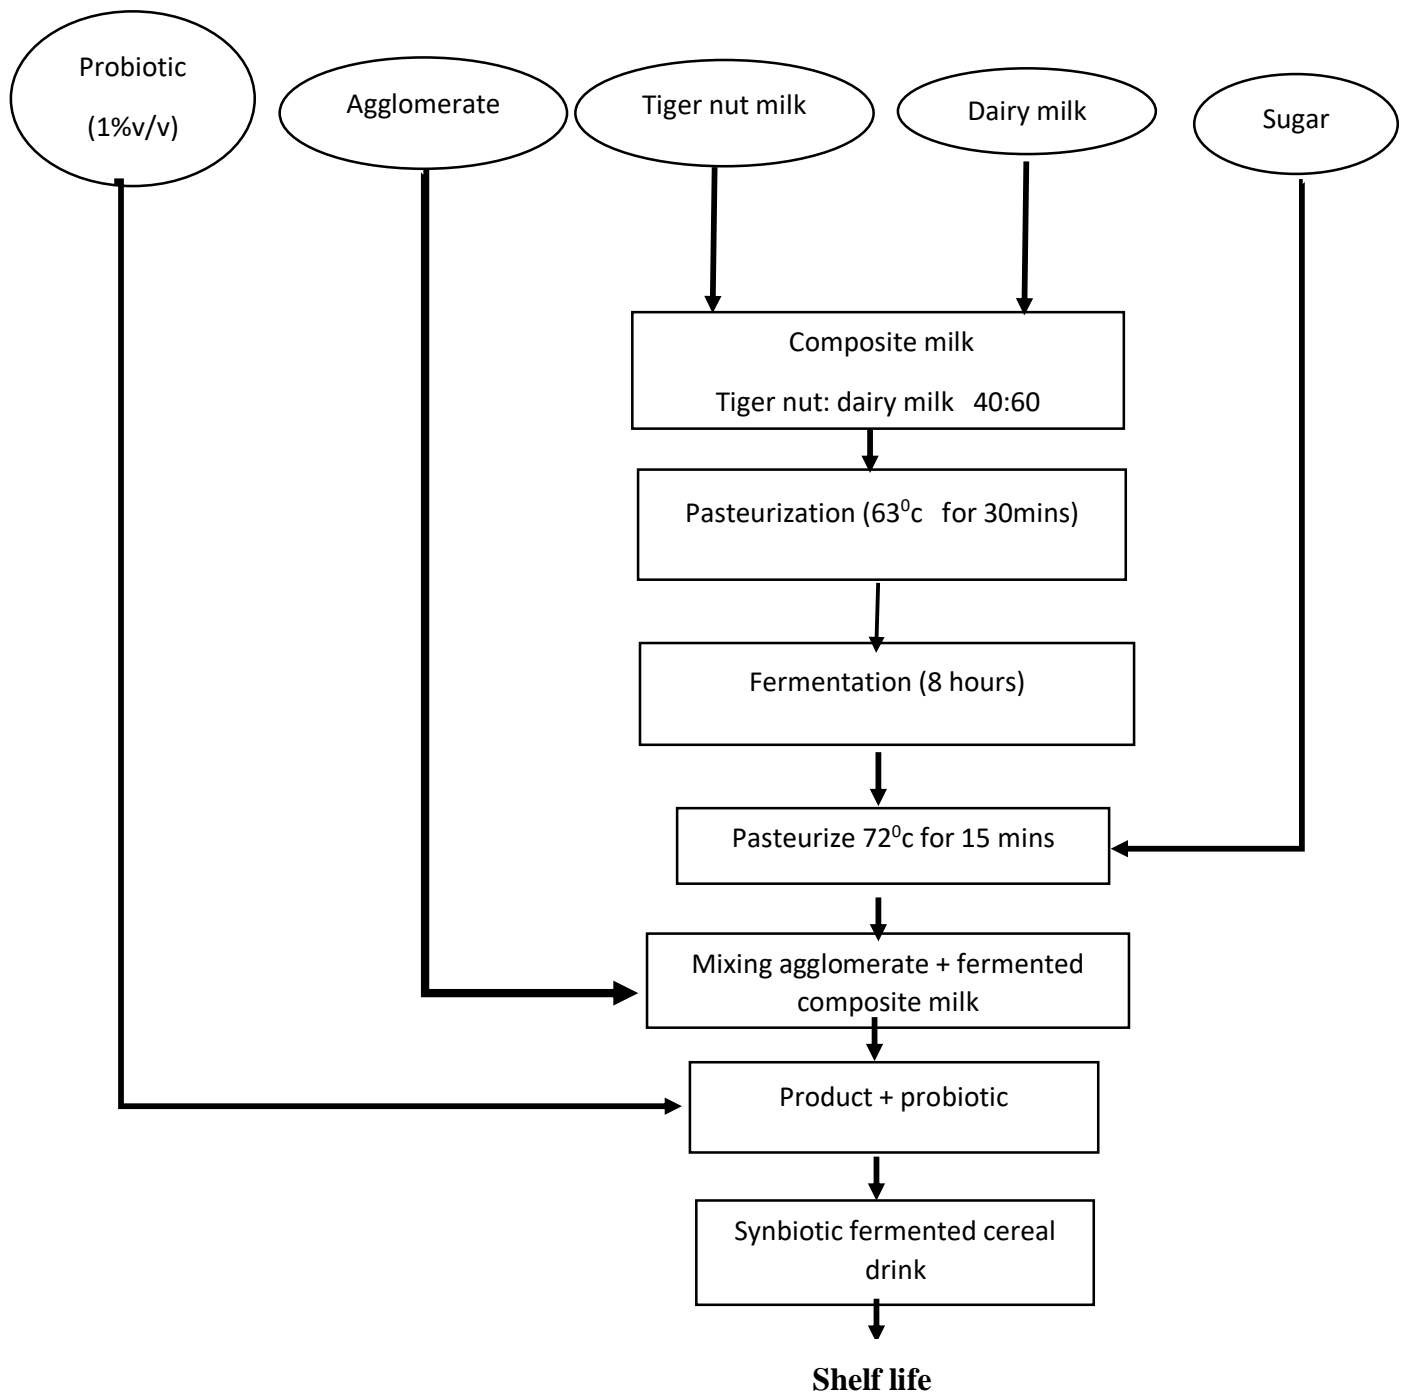 Probiotic
(1%v/v)
Agglomerate
Tiger nut milk
Dairy milk
Sugar
Composite milk
Tiger nut: dairy milk   40:60
Pasteurization (63⁰c   for 30mins)
Fermentation (8 hours)
Pasteurize 72⁰c for 15 mins
Mixing agglomerate + fermented
composite milk
Product + probiotic
Synbiotic fermented cereal
drink
Shelf life